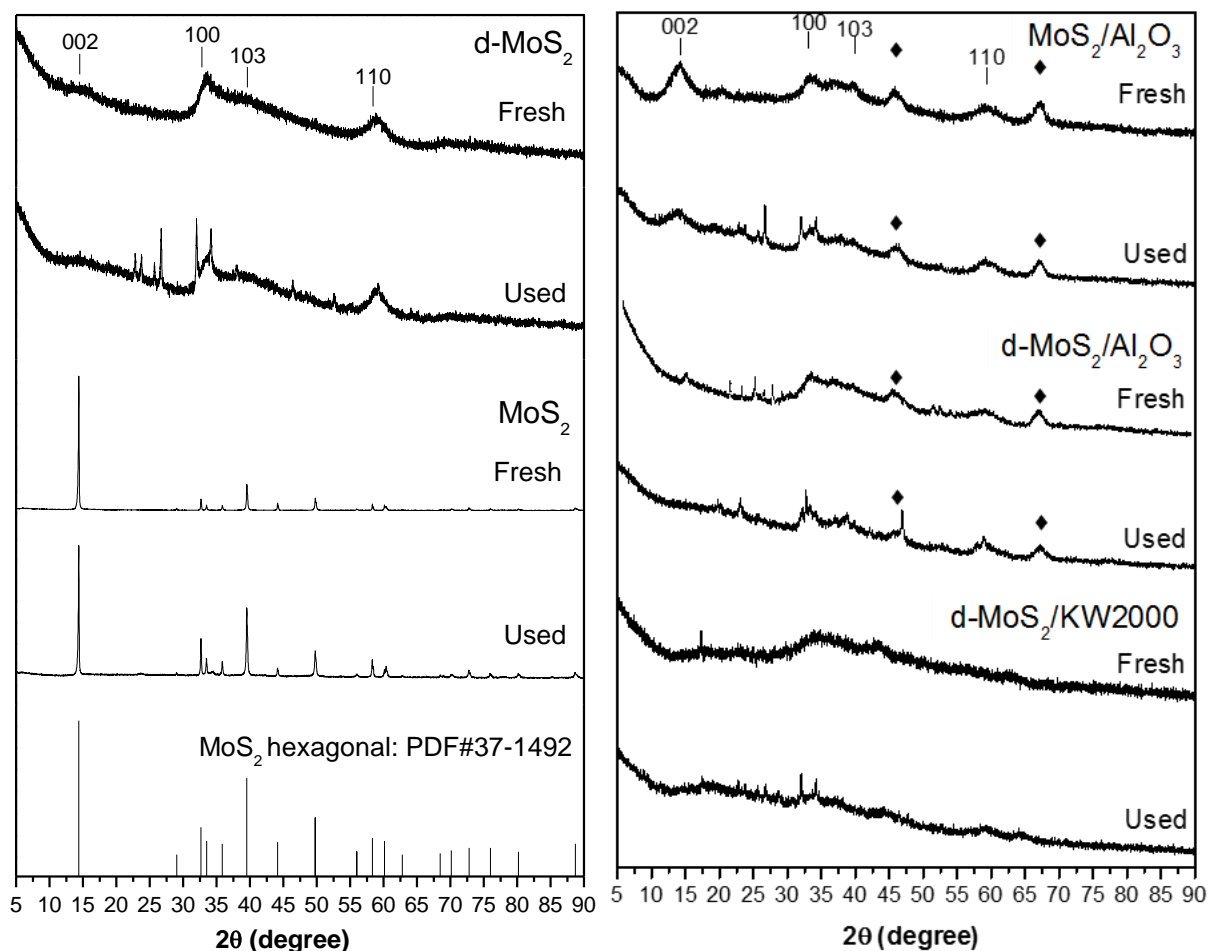 002
100
103
110
d-MoS₂
Fresh
Used
MoS₂
Fresh
Used
MoS₂ hexagonal: PDF#37-1492
5 10 15 20 25 30 35 40 45 50 55 60 65 70 75 80 85 90
2θ (degree)
002
100
103
110
MoS₂/Al₂O₃
Fresh
Used
d-MoS₂/Al₂O₃
Fresh
Used
d-MoS₂/KW2000
Fresh
Used
5 10 15 20 25 30 35 40 45 50 55 60 65 70 75 80 85 90
2θ (degree)